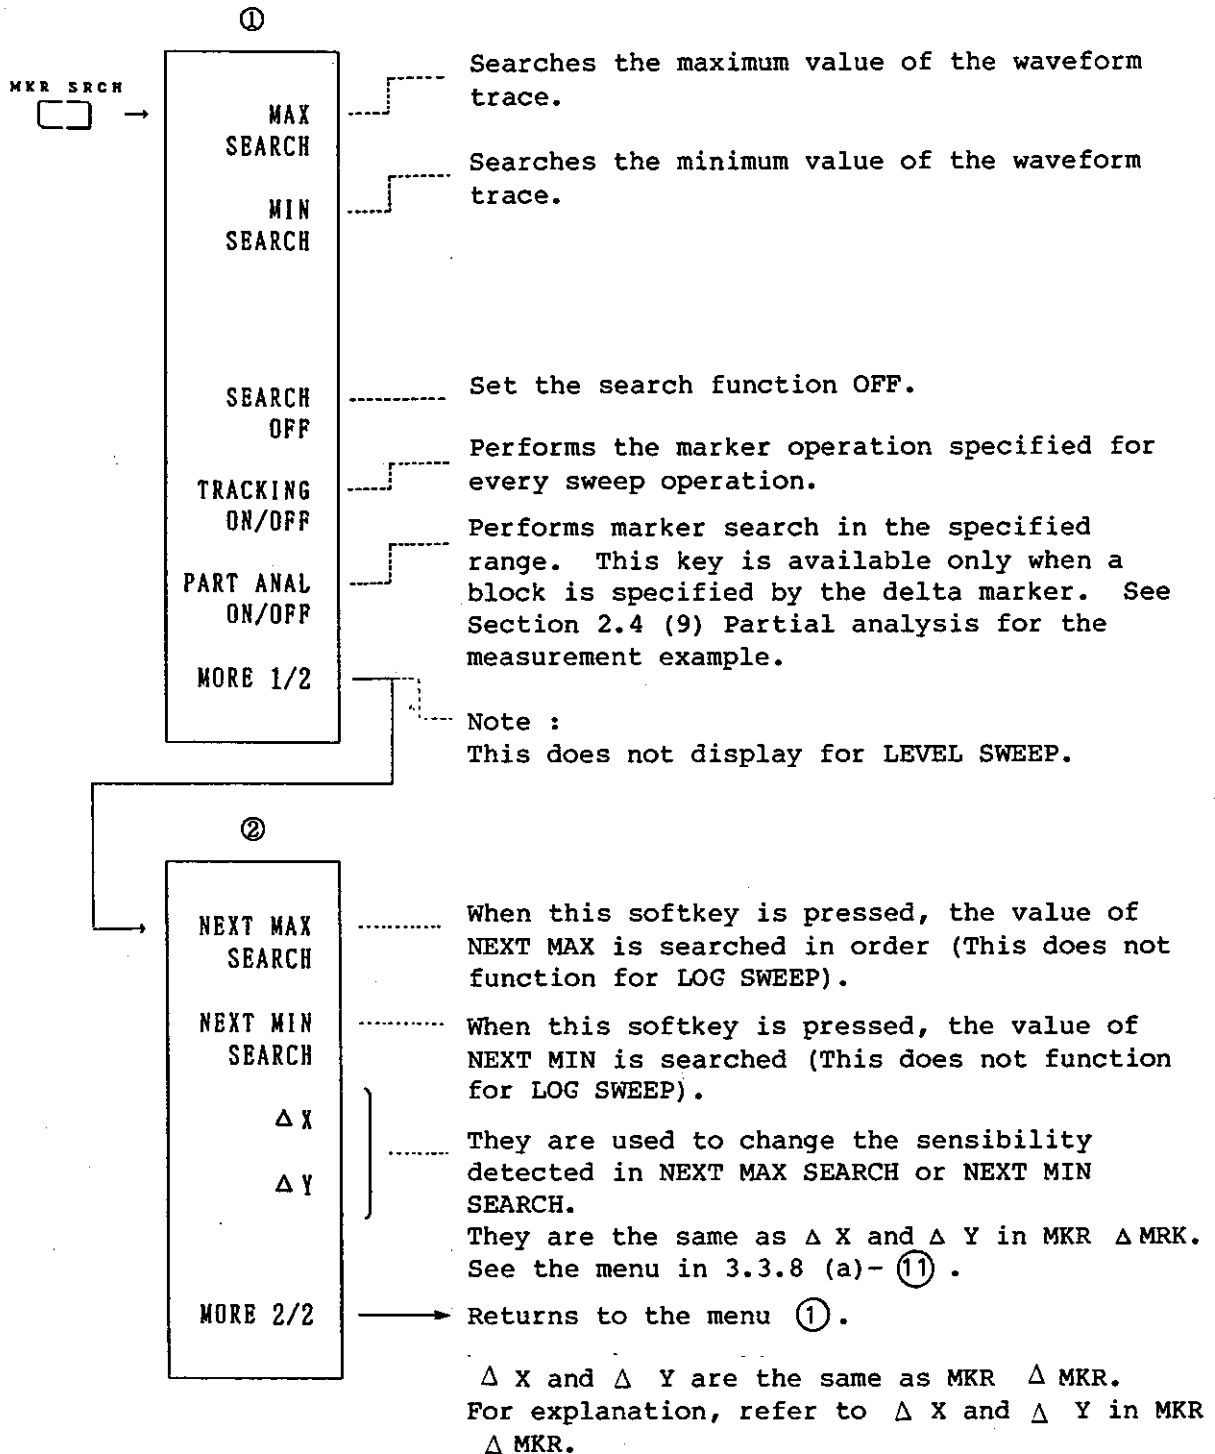 ①
MKR SRCH
MAX
SEARCH
Searches the maximum value of the waveform
trace.
MIN
SEARCH
Searches the minimum value of the waveform
trace.
SEARCH
OFF
Set the search function OFF.
TRACKING
ON/OFF
Performs the marker operation specified for
every sweep operation.
PART ANAL
ON/OFF
Performs marker search in the specified
range. This key is available only when a
block is specified by the delta marker. See
Section 2.4 (9) Partial analysis for the
measurement example.
MORE 1/2
Note :
This does not display for LEVEL SWEEP.
②
NEXT MAX
SEARCH
When this softkey is pressed, the value of
NEXT MAX is searched in order (This does not
function for LOG SWEEP).
NEXT MIN
SEARCH
When this softkey is pressed, the value of
NEXT MIN is searched (This does not function
for LOG SWEEP).
Δ X
Δ Y
They are used to change the sensibility
detected in NEXT MAX SEARCH or NEXT MIN
SEARCH.
They are the same as Δ X and Δ Y in MKR Δ MRK.
See the menu in 3.3.8 (a)- ⑪ .
MORE 2/2
Returns to the menu ①.
Δ X and Δ Y are the same as MKR Δ MKR.
For explanation, refer to Δ X and Δ Y in MKR
Δ MKR.